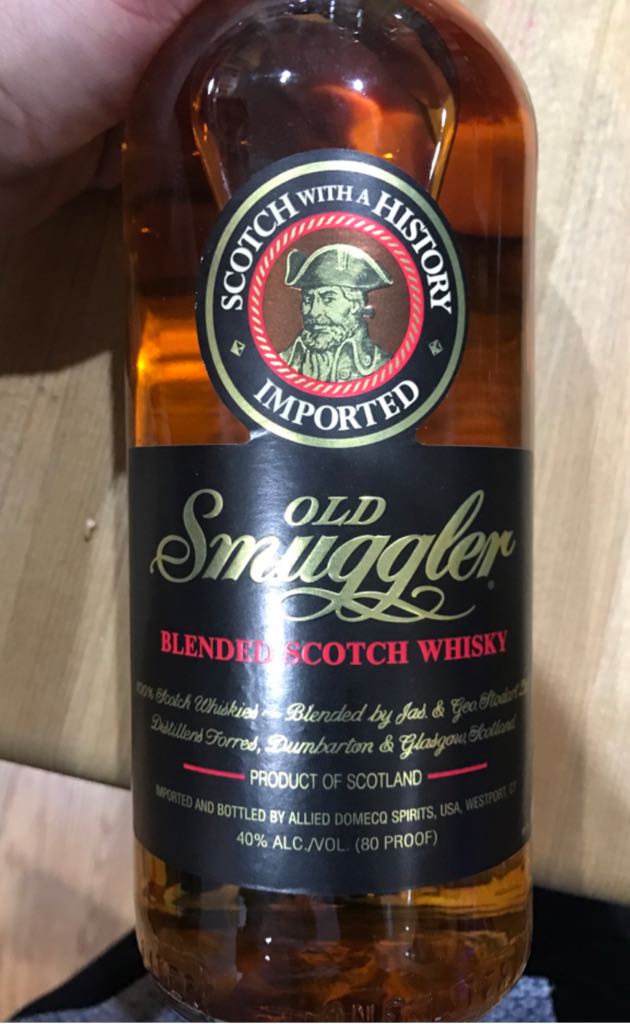 SCOTCH WITH A HISTORY
IMPORTED
OLD
Smuggler
BLENDED SCOTCH WHISKY
100% Scotch Whiskies — Blended by Jas. & Geo. Stodart
Distillers Forres, Dumbarton & Glasgow, Scotland.
PRODUCT OF SCOTLAND
IMPORTED AND BOTTLED BY ALLIED DOMECQ SPIRITS, USA, WESTPORT, CT
40% ALC./VOL. (80 PROOF)